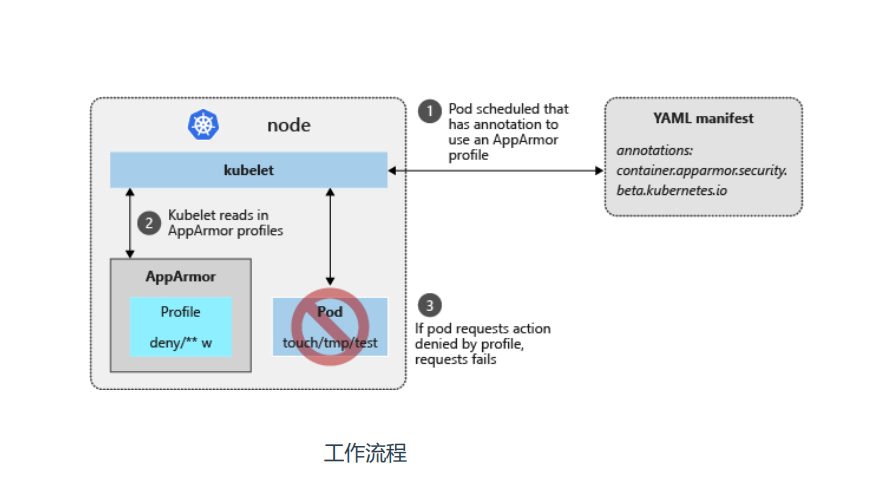 node
kubelet
1
Pod scheduled that
has annotation to
use an AppArmor
profile
YAML manifest
annotations:
container.apparmor.security.
beta.kubernetes.io
2
Kubelet reads in
AppArmor profiles
AppArmor
Profile
deny/** w
Pod
touch/tmp/test
3
If pod requests action
denied by profile,
requests fails
工作流程